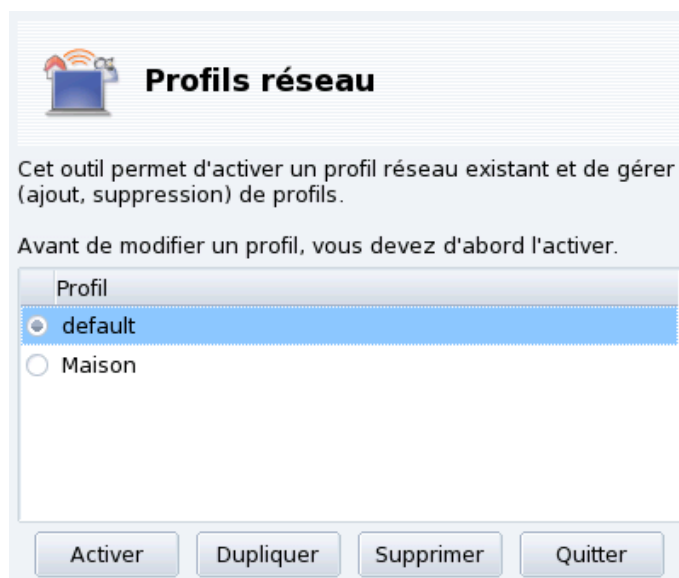 Profils réseau
Cet outil permet d'activer un profil réseau existant et de gérer
(ajout, suppression) de profils.
Avant de modifier un profil, vous devez d'abord l'activer.
Profil
default
Maison
Activer Dupliquer Supprimer Quitter